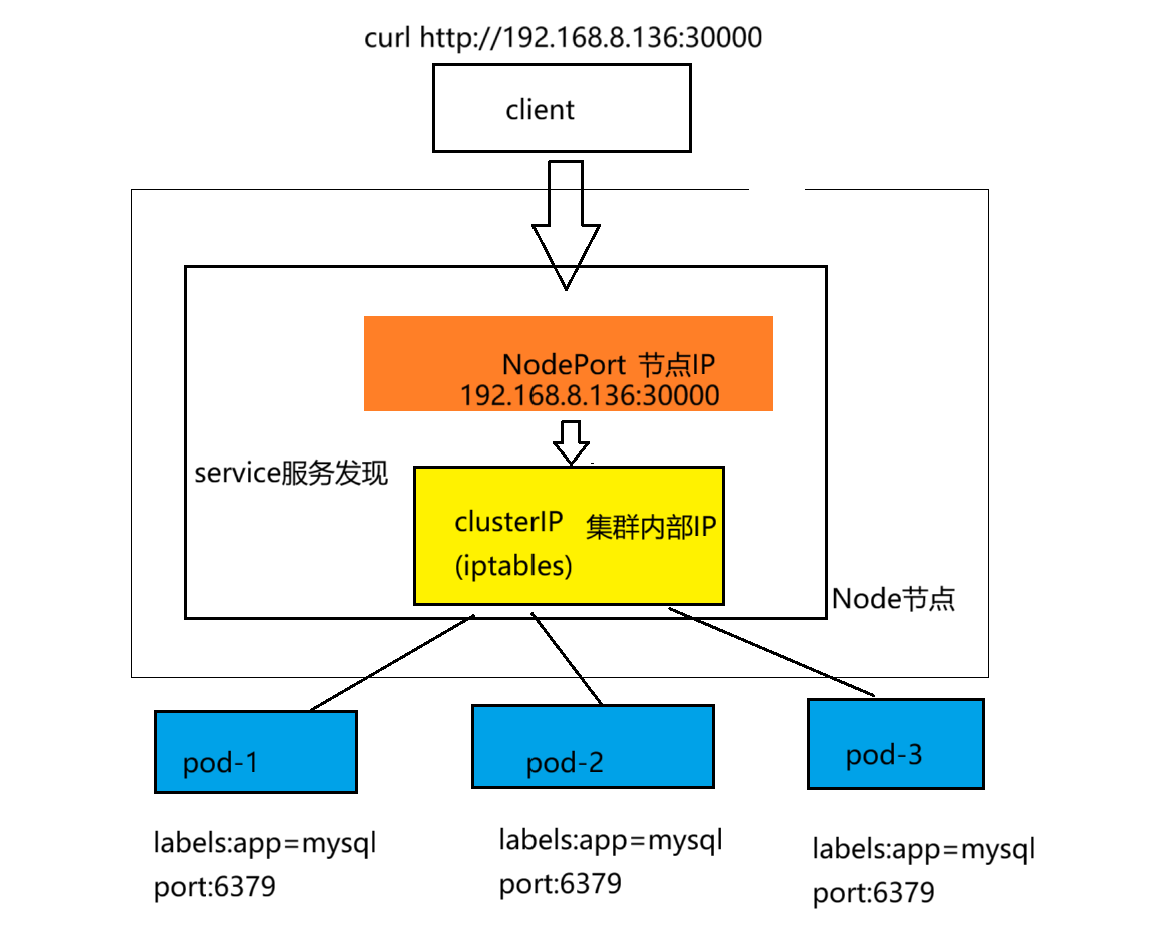 curl http://192.168.8.136:30000
client
NodePort 节点IP
192.168.8.136:30000
service服务发现
clusterIP 集群内部IP
(iptables)
Node节点
pod-1
pod-2
pod-3
labels:app=mysql
port:6379
labels:app=mysql
port:6379
labels:app=mysql
port:6379